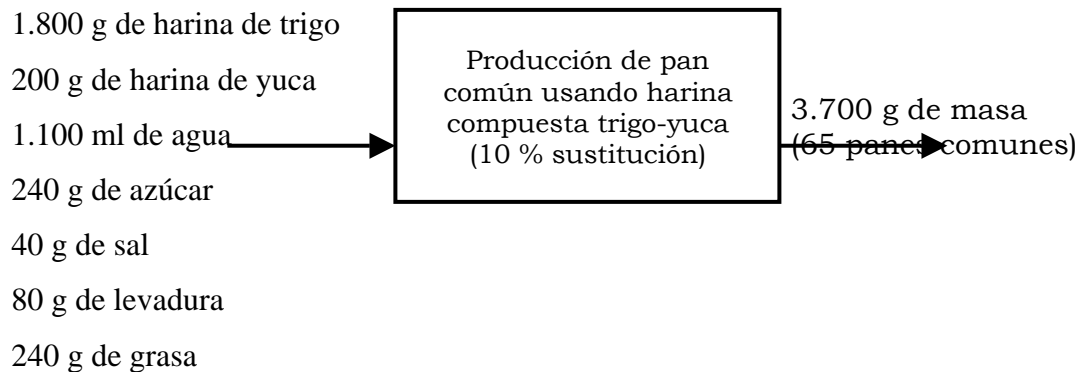 1.800 g de harina de trigo
200 g de harina de yuca
1.100 ml de agua
240 g de azúcar
40 g de sal
80 g de levadura
240 g de grasa
Producción de pan
común usando harina
compuesta trigo-yuca
(10 % sustitución)
3.700 g de masa
(65 panes comunes)